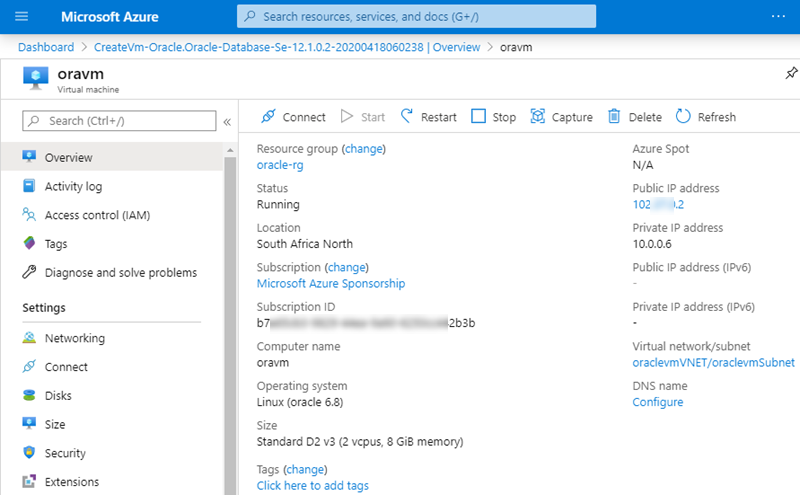 Microsoft Azure
Search resources, services, and docs (G+/)
Dashboard > CreateVm-Oracle.Oracle-Database-Se-12.1.0.2-20200418060238 | Overview > oravm
oravm
Virtual machine
Search (Ctrl+/)
«
Overview
Activity log
Access control (IAM)
Tags
Diagnose and solve problems
Settings
Networking
Connect
Disks
Size
Security
Extensions
Connect Start Restart Stop Capture Delete Refresh
Resource group (change)
oracle-rg
Status
Running
Location
South Africa North
Subscription (change)
Microsoft Azure Sponsorship
Subscription ID
b7 2b3b
Computer name
oravm
Operating system
Linux (oracle 6.8)
Size
Standard D2 v3 (2 vcpus, 8 GiB memory)
Tags (change)
Click here to add tags
Azure Spot
N/A
Public IP address
102 .2
Private IP address
10.0.0.6
Public IP address (IPv6)
-
Private IP address (IPv6)
-
Virtual network/subnet
oraclevmVNET/oraclevmSubnet
DNS name
Configure